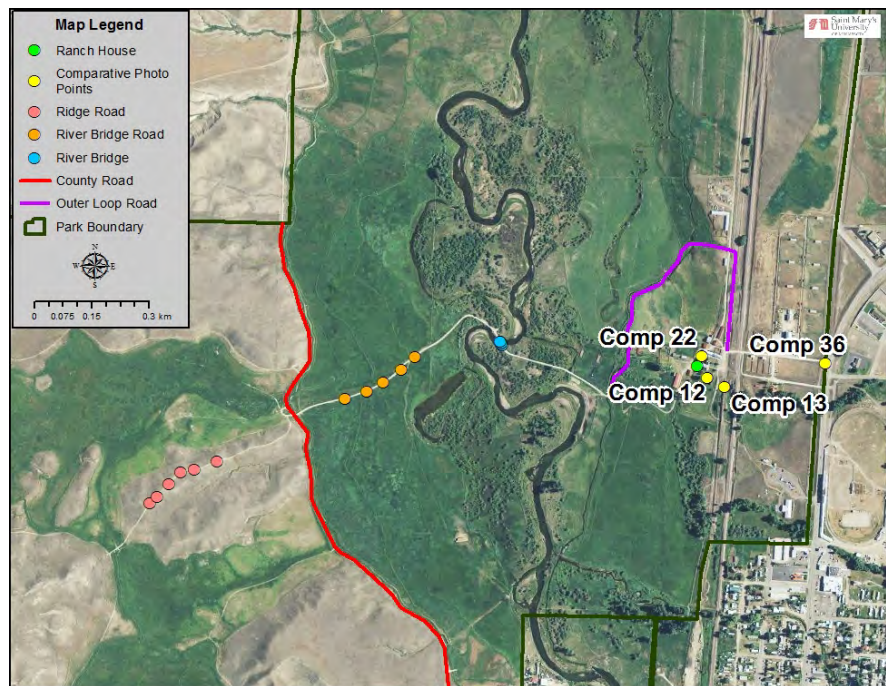 Map Legend
Ranch House
Comparative Photo
Points
Ridge Road
River Bridge Road
River Bridge
County Road
Outer Loop Road
Park Boundary
N
W
E
S
0 0.075 0.15 0.3 km
Saint Mary's
University
Comp 22
Comp 36
Comp 12
Comp 13